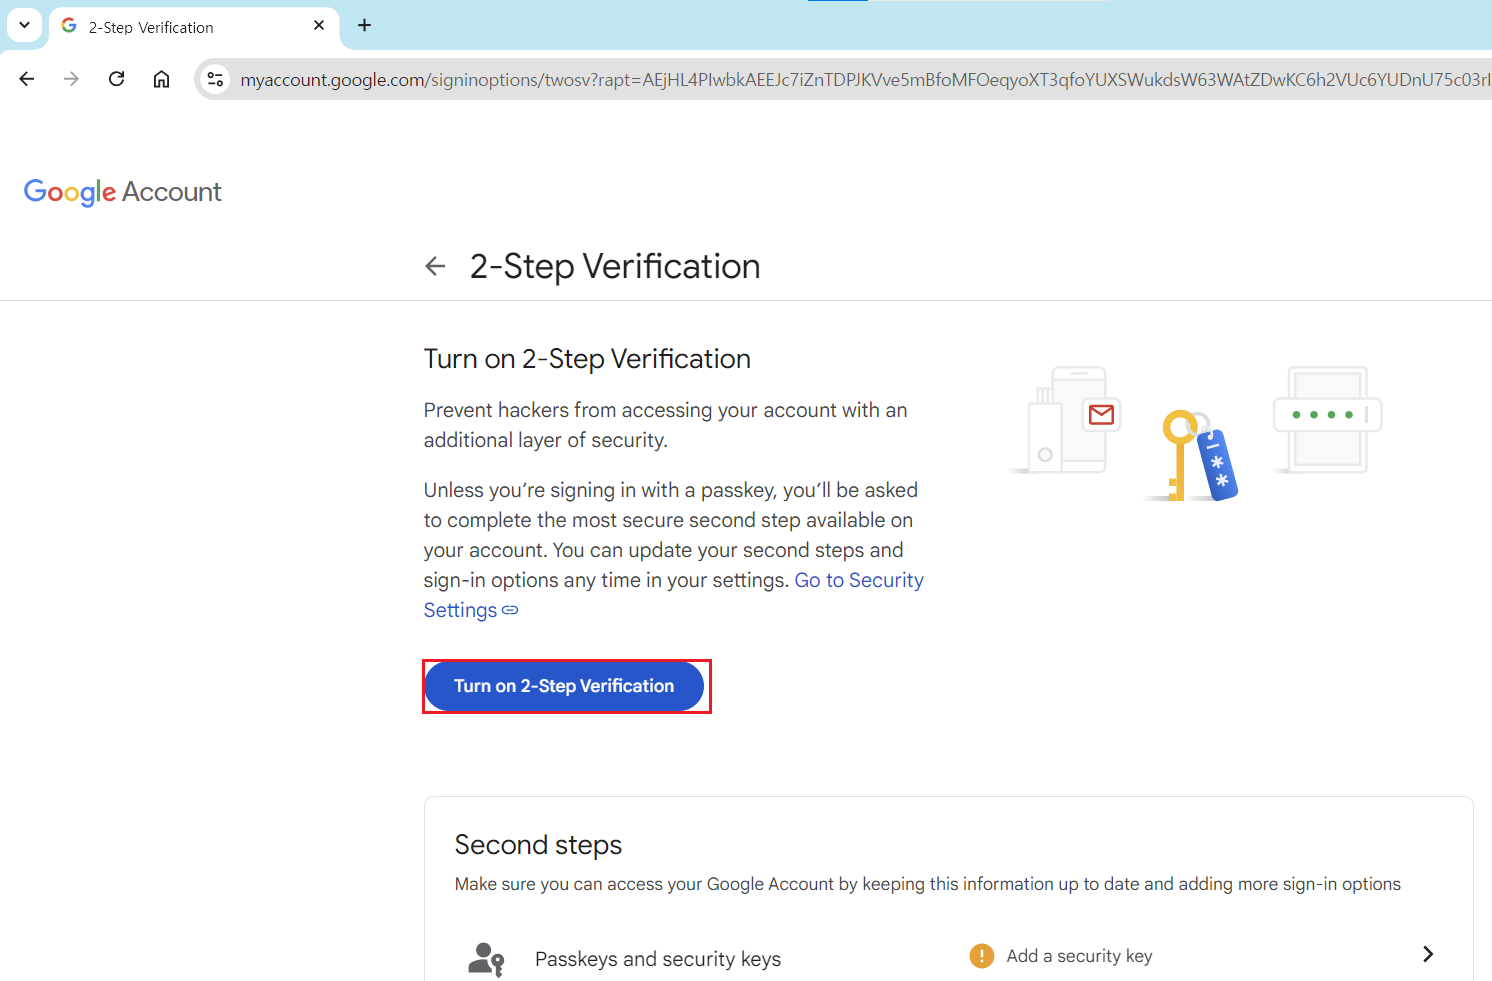 2-Step Verification
myaccount.google.com/signinoptions/twosv?rapt=AEjHL4PIwbkAEEJc7iZnTDPJKVve5mBfoMFOeqyoXT3qfoYUXSWukdsW63WAtZDwKC6h2VUc6YUDnU75c03rI
Google Account
2-Step Verification
Turn on 2-Step Verification
Prevent hackers from accessing your account with an
additional layer of security.
Unless you’re signing in with a passkey, you’ll be asked
to complete the most secure second step available on
your account. You can update your second steps and
sign-in options any time in your settings. Go to Security
Settings
Turn on 2-Step Verification
Second steps
Make sure you can access your Google Account by keeping this information up to date and adding more sign-in options
Passkeys and security keys
Add a security key